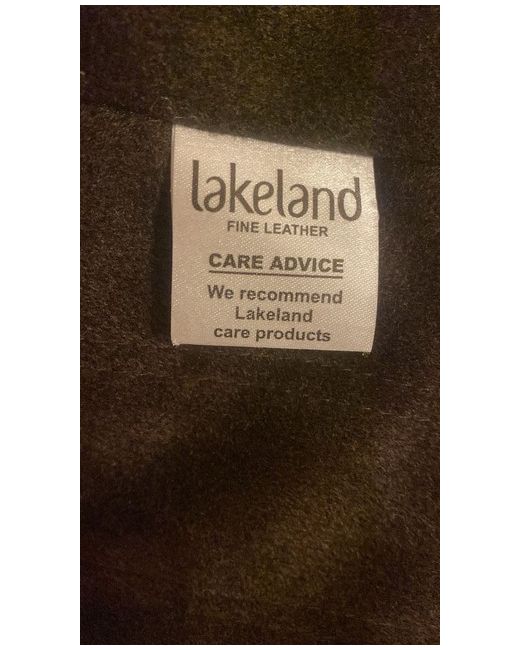 lakeland
FINE LEATHER
CARE ADVICE
We recommend
Lakeland
care products